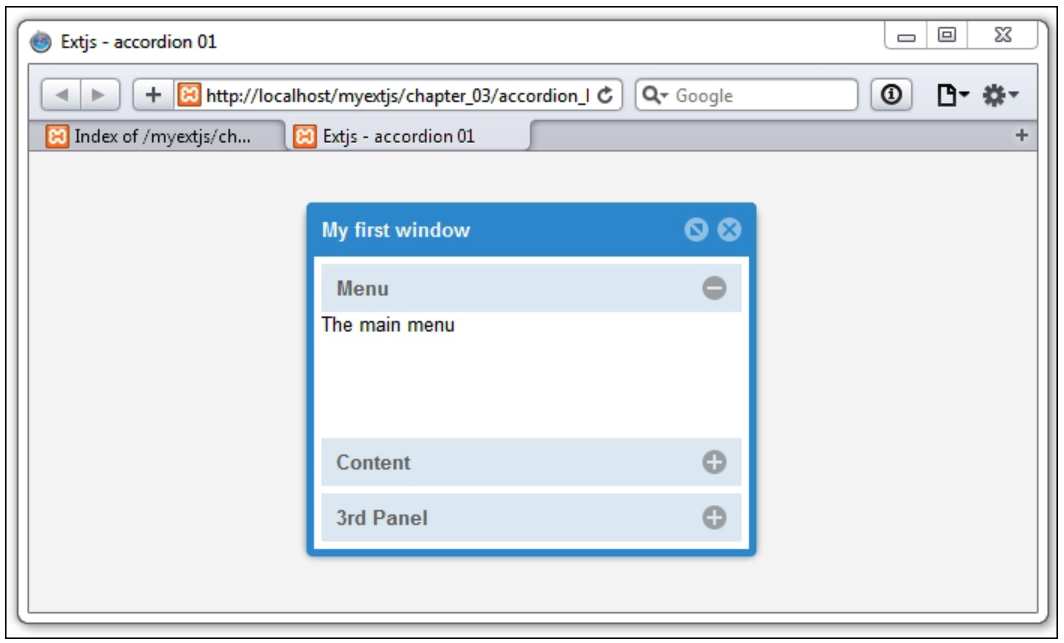 Extjs - accordion 01
http://localhost/myextjs/chapter_03/accordion_l
Google
Index of /myextjs/ch...
Extjs - accordion 01
My first window
Menu
The main menu
Content
3rd Panel